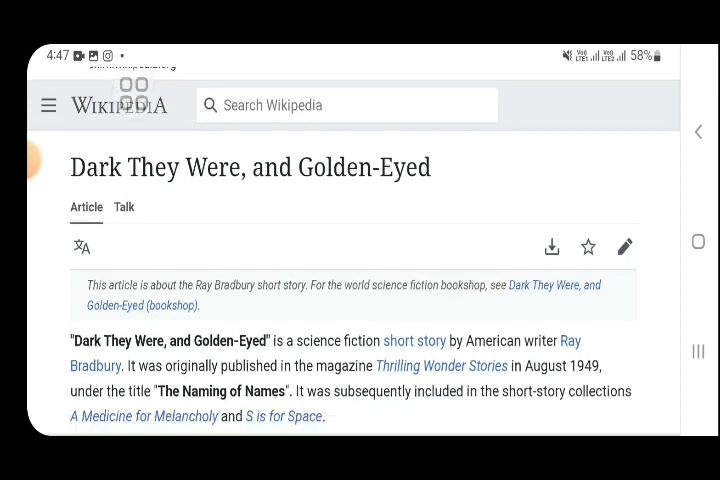 4:47
58%
WIKIPEDIA
Search Wikipedia
Dark They Were, and Golden-Eyed
Article Talk
This article is about the Ray Bradbury short story. For the world science fiction bookshop, see Dark They Were, and
Golden-Eyed (bookshop).
"Dark They Were, and Golden-Eyed" is a science fiction short story by American writer Ray
Bradbury. It was originally published in the magazine Thrilling Wonder Stories in August 1949,
under the title "The Naming of Names". It was subsequently included in the short-story collections
A Medicine for Melancholy and S is for Space.